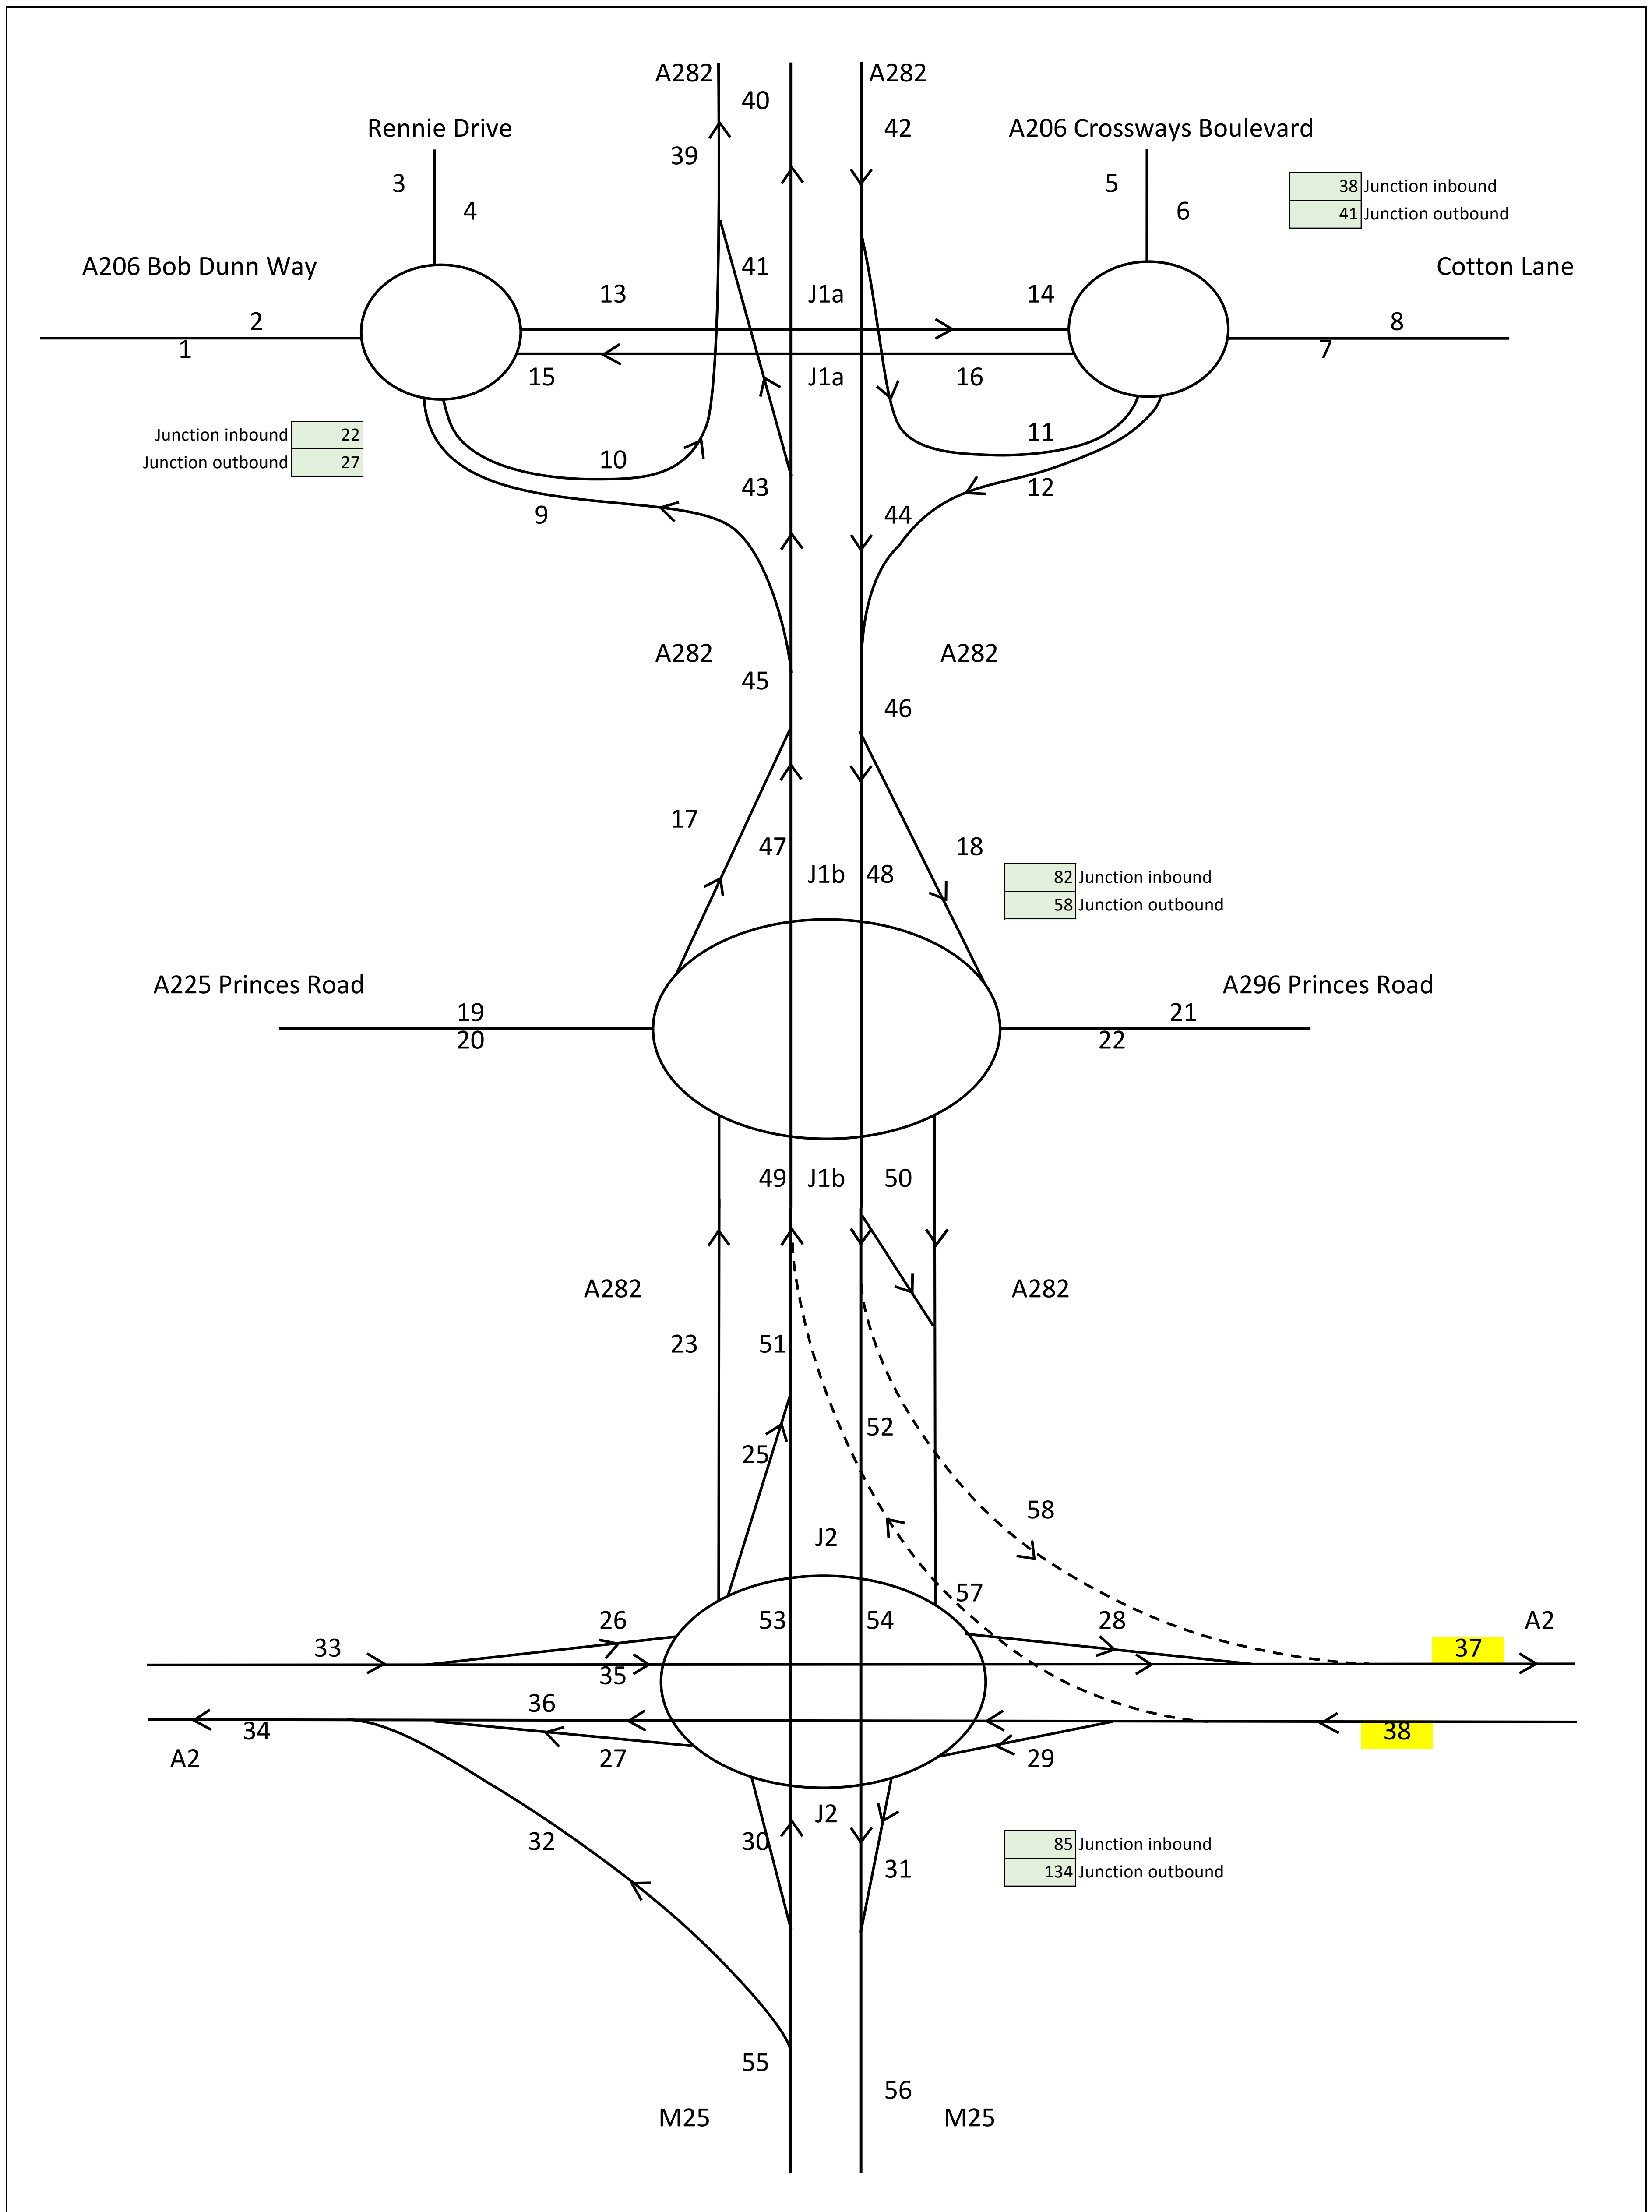 A282
A282
40
Rennie Drive
42
A206 Crossways Boulevard
39
3
5
38 Junction inbound
4
6
41 Junction outbound
A206 Bob Dunn Way
41
Cotton Lane
13
J1a
14
2
8
1
7
15
J1a
16
Junction inbound 22
11
Junction outbound 27
10
43
12
9
44
A282
A282
45
46
17
47
18
J1b
48
82 Junction inbound
58 Junction outbound
A225 Princes Road
A296 Princes Road
19
21
20
22
49
J1b
50
A282
A282
23
51
52
25
58
J2
57
26
53
54
28
A2
33
37
35
36
34
38
A2
27
29
J2
32
30
85 Junction inbound
31
134 Junction outbound
55
56
M25
M25